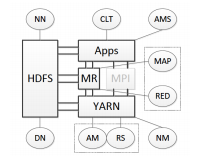 NN CLT AMS
Apps
MAP
HDFS MR MPI
RED
YARN
DN AM RS NM